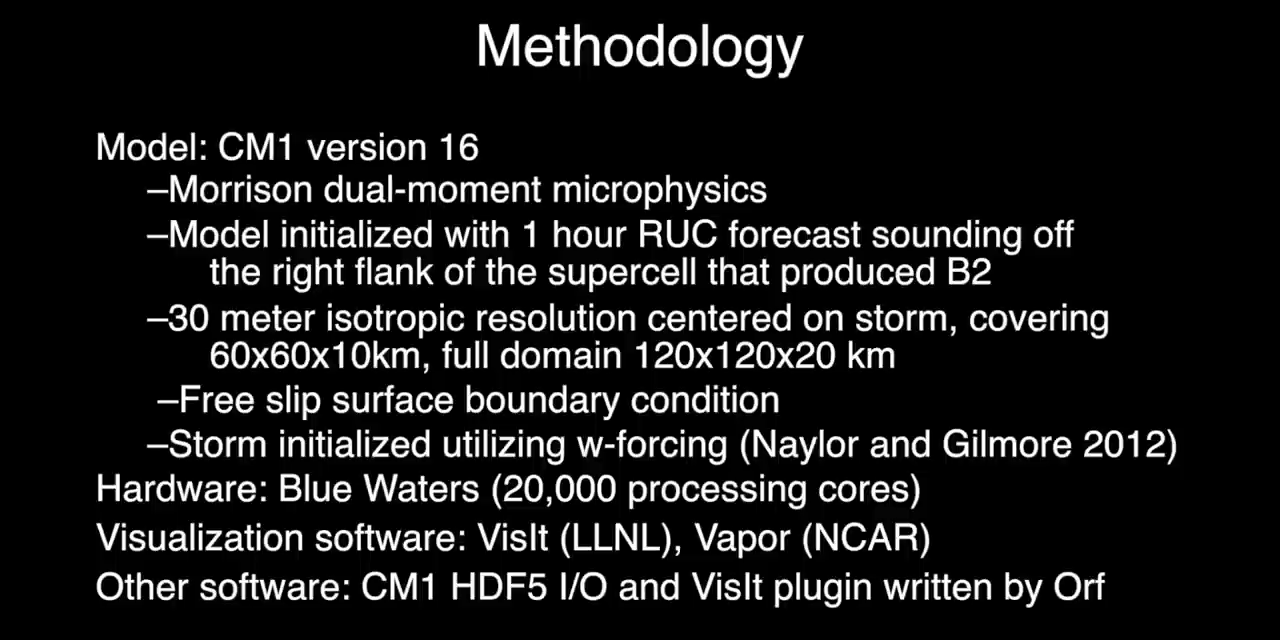 Methodology
Model: CM1 version 16
–Morrison dual-moment microphysics
–Model initialized with 1 hour RUC forecast sounding off
the right flank of the supercell that produced B2
–30 meter isotropic resolution centered on storm, covering
60x60x10km, full domain 120x120x20 km
–Free slip surface boundary condition
–Storm initialized utilizing w-forcing (Naylor and Gilmore 2012)
Hardware: Blue Waters (20,000 processing cores)
Visualization software: VisIt (LLNL), Vapor (NCAR)
Other software: CM1 HDF5 I/O and VisIt plugin written by Orf